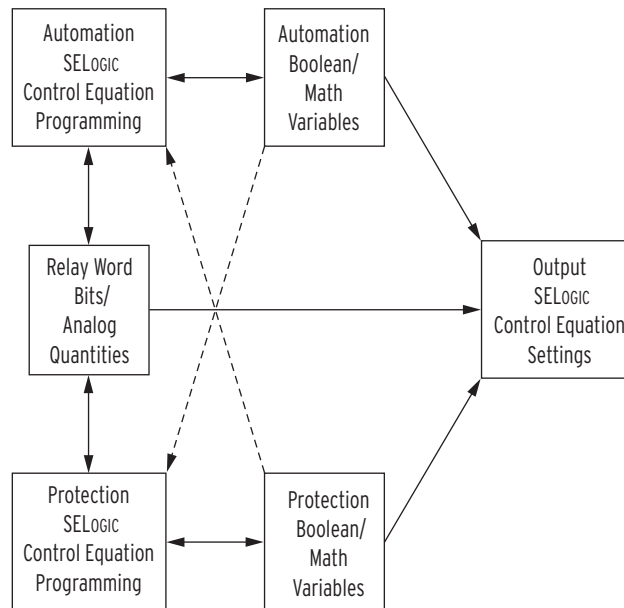 Automation
SELOGIC
Control Equation
Programming
Automation
Boolean/
Math
Variables
Relay Word
Bits/
Analog
Quantities
Output
SELOGIC
Control Equation
Settings
Protection
SELOGIC
Control Equation
Programming
Protection
Boolean/
Math
Variables